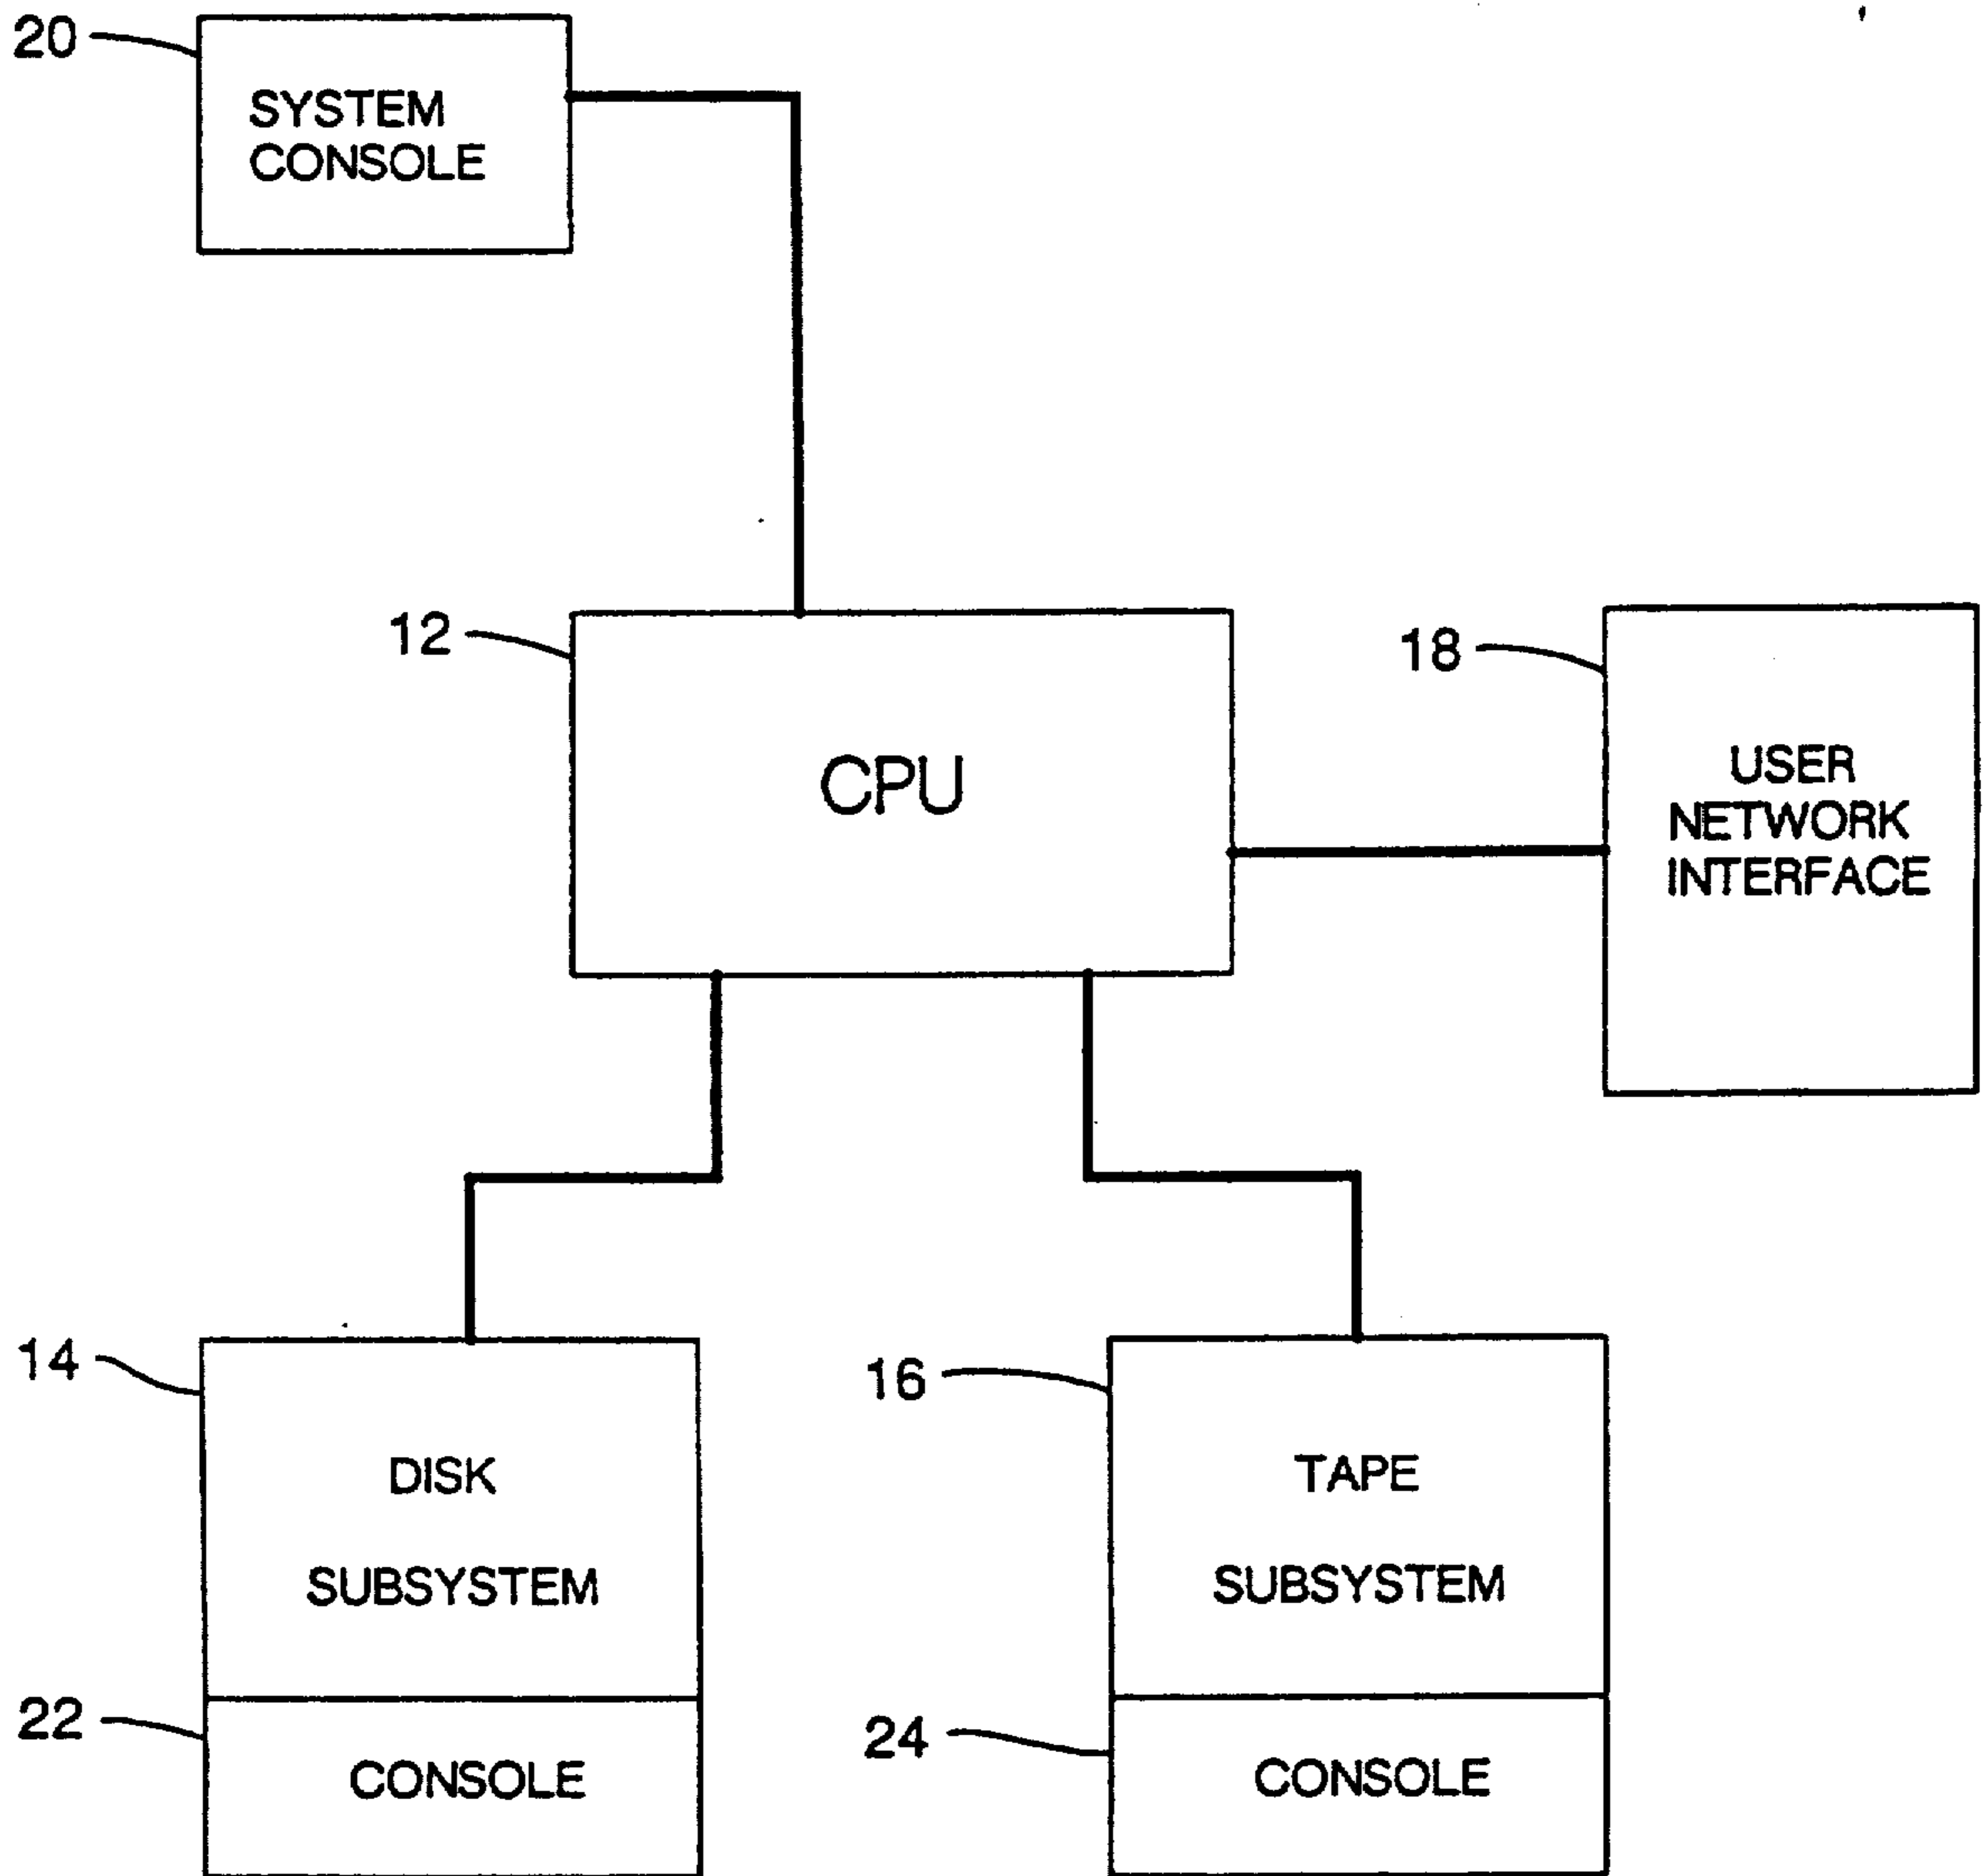 20
SYSTEM
CONSOLE
12
CPU
18
USER
NETWORK
INTERFACE
14
DISK
SUBSYSTEM
22
CONSOLE
16
TAPE
SUBSYSTEM
24
CONSOLE